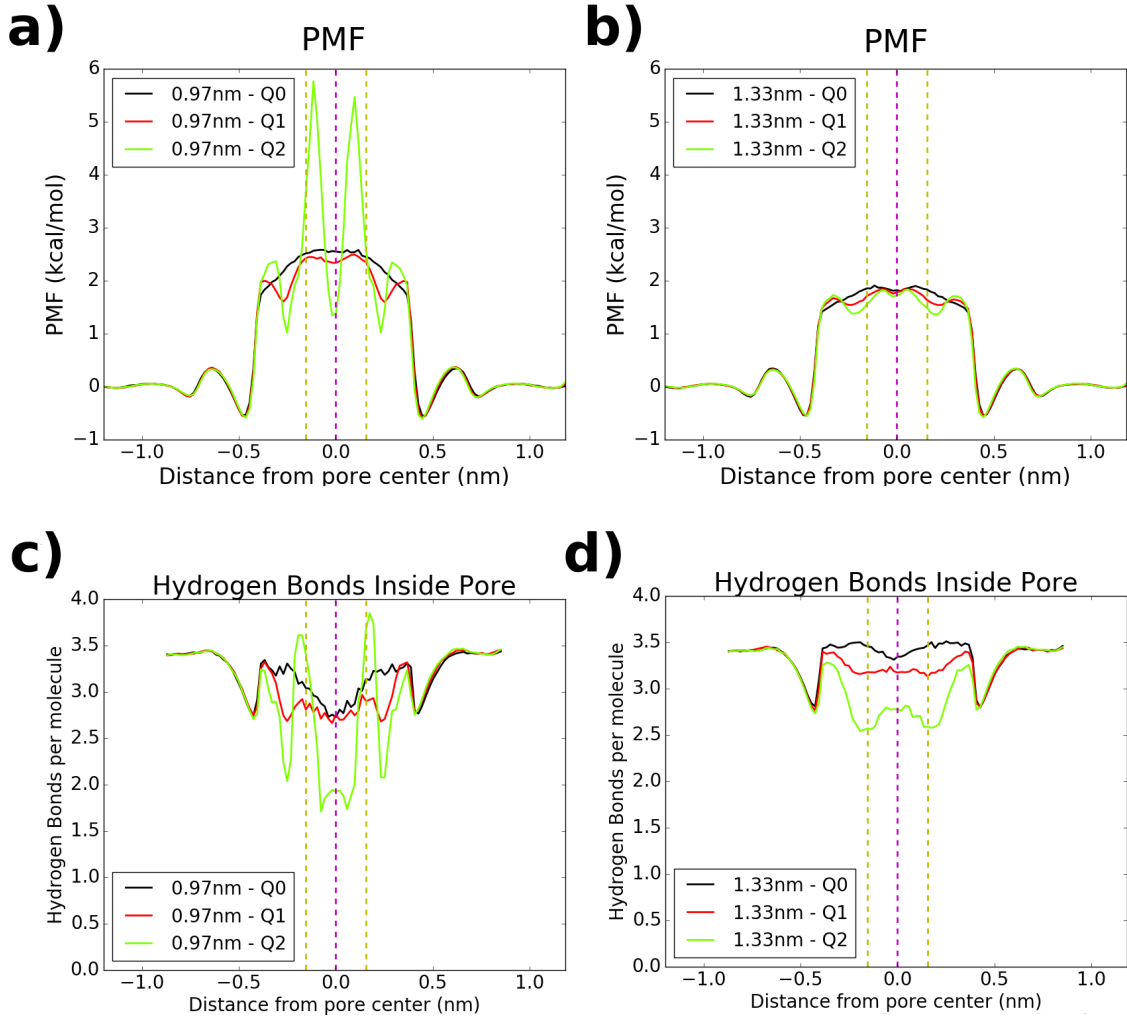 a)
PMF
6
5
4
3
2
1
0
−1
PMF (kcal/mol)
0.97nm - Q0
0.97nm - Q1
0.97nm - Q2
−1.0 −0.5 0.0 0.5 1.0
Distance from pore center (nm)
b)
PMF
6
5
4
3
2
1
0
−1
PMF (kcal/mol)
1.33nm - Q0
1.33nm - Q1
1.33nm - Q2
−1.0 −0.5 0.0 0.5 1.0
Distance from pore center (nm)
c)
Hydrogen Bonds Inside Pore
4.0
3.5
3.0
2.5
2.0
1.5
1.0
0.5
0.0
Hydrogen Bonds per molecule
0.97nm - Q0
0.97nm - Q1
0.97nm - Q2
−1.0 −0.5 0.0 0.5 1.0
Distance from pore center (nm)
d)
Hydrogen Bonds Inside Pore
4.0
3.5
3.0
2.5
2.0
1.5
1.0
0.5
0.0
Hydrogen Bonds per molecule
1.33nm - Q0
1.33nm - Q1
1.33nm - Q2
−1.0 −0.5 0.0 0.5 1.0
Distance from pore center (nm)